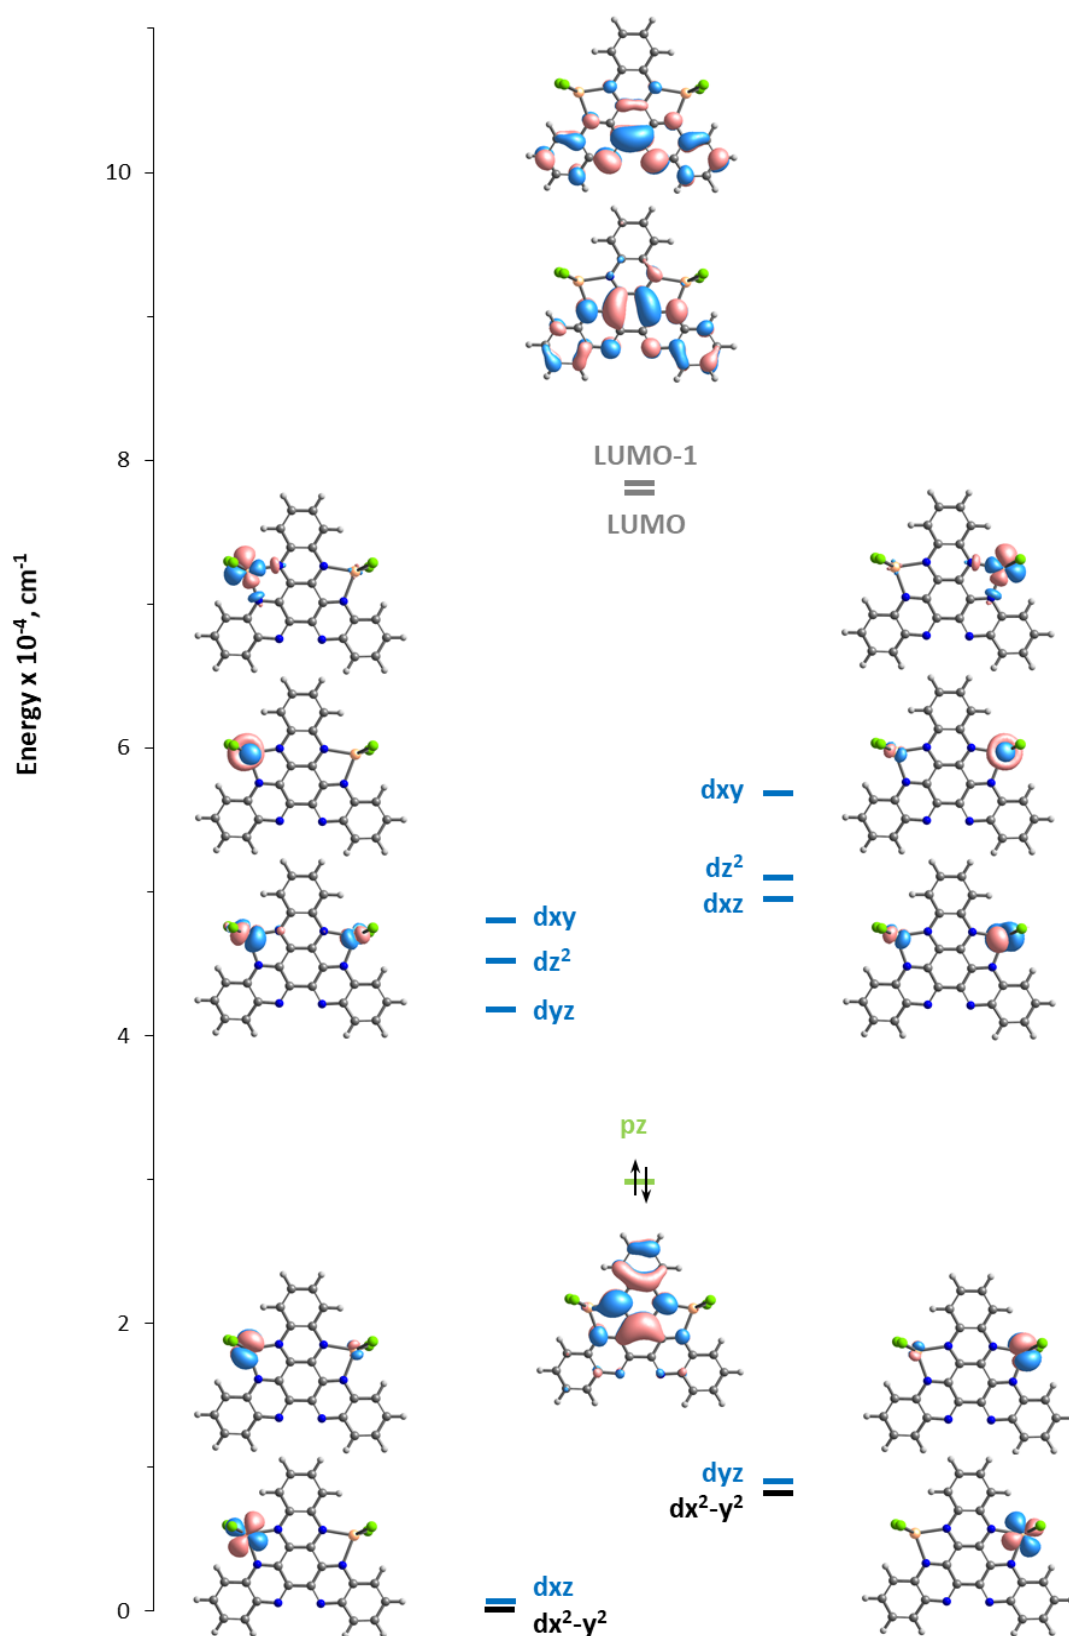 Energy x 10⁻⁴, cm⁻¹
10
8
6
4
2
0
LUMO-1
LUMO
dxy
dz²
dxz
dxy
dz²
dyz
pz
dyz
dx²-y²
dxz
dx²-y²